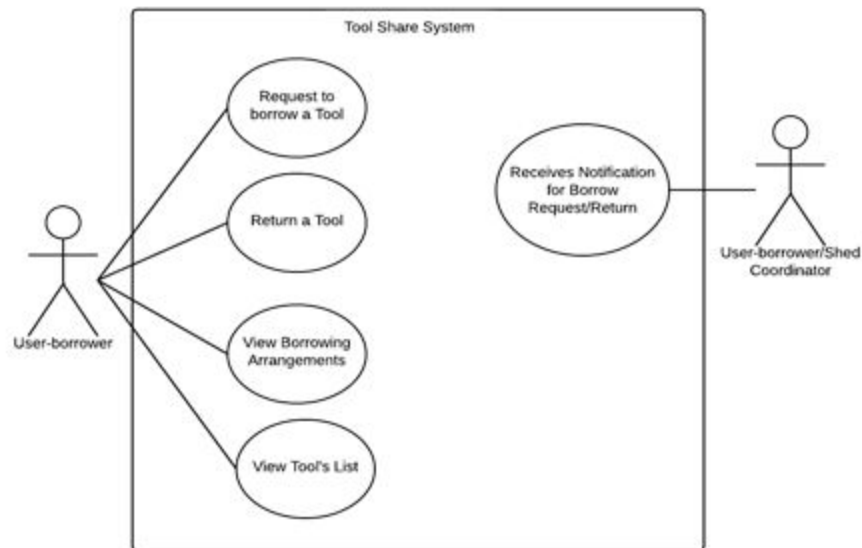 Tool Share System
Request to
borrow a Tool
Receives Notification
for Borrow
Request/Return
Return a Tool
User-borrower/Shed
Coordinator
User-borrower
View Borrowing
Arrangements
View Tool's List